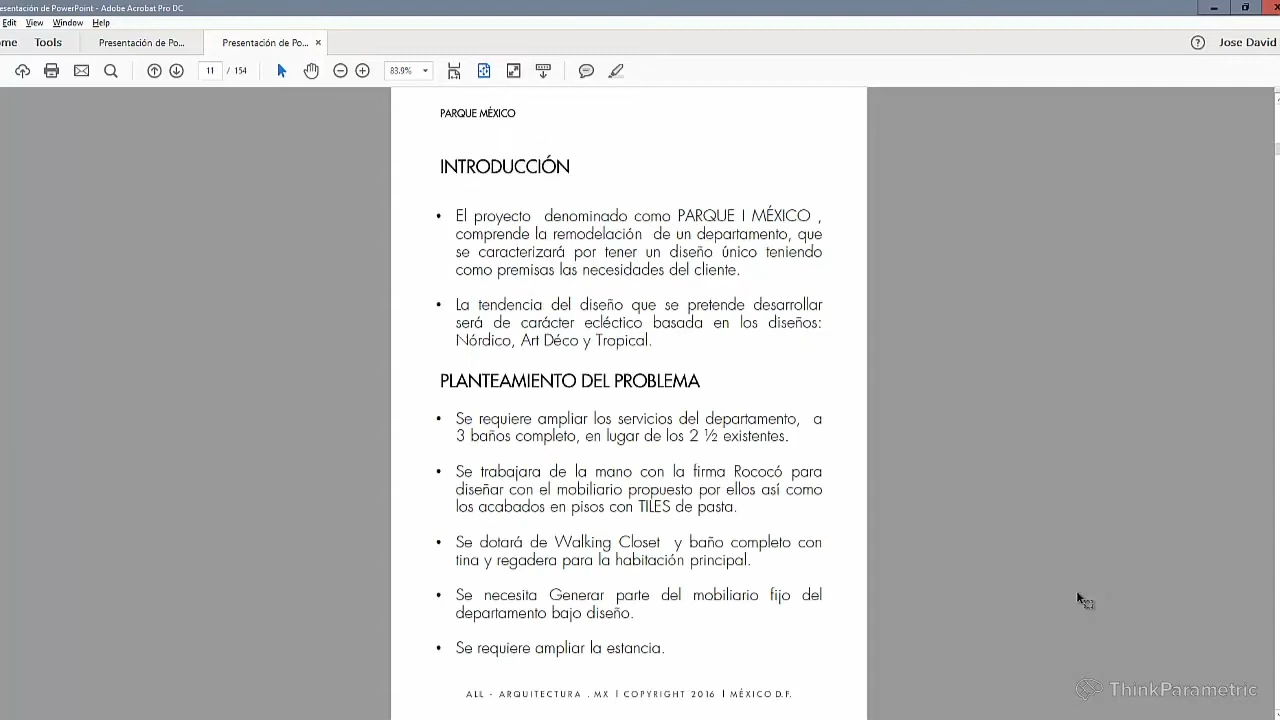 resentación de PowerPoint - Adobe Acrobat Pro DC
Edit View Window Help
ome Tools Presentación de Po... Presentación de Po... × Jose David
11 / 154 83.9%
PARQUE MÉXICO
INTRODUCCIÓN
• El proyecto denominado como PARQUE I MÉXICO ,
comprende la remodelación de un departamento, que
se caracterizará por tener un diseño único teniendo
como premisas las necesidades del cliente.
• La tendencia del diseño que se pretende desarrollar
será de carácter ecléctico basada en los diseños:
Nórdico, Art Déco y Tropical.
PLANTEAMIENTO DEL PROBLEMA
• Se requiere ampliar los servicios del departamento, a
3 baños completo, en lugar de los 2 ½ existentes.
• Se trabajara de la mano con la firma Rococó para
diseñar con el mobiliario propuesto por ellos así como
los acabados en pisos con TILES de pasta.
• Se dotará de Walking Closet y baño completo con
tina y regadera para la habitación principal.
• Se necesita Generar parte del mobiliario fijo del
departamento bajo diseño.
• Se requiere ampliar la estancia.
ALL - ARQUITECTURA . MX | COPYRIGHT 2016 | MÉXICO D.F.
ThinkParametric